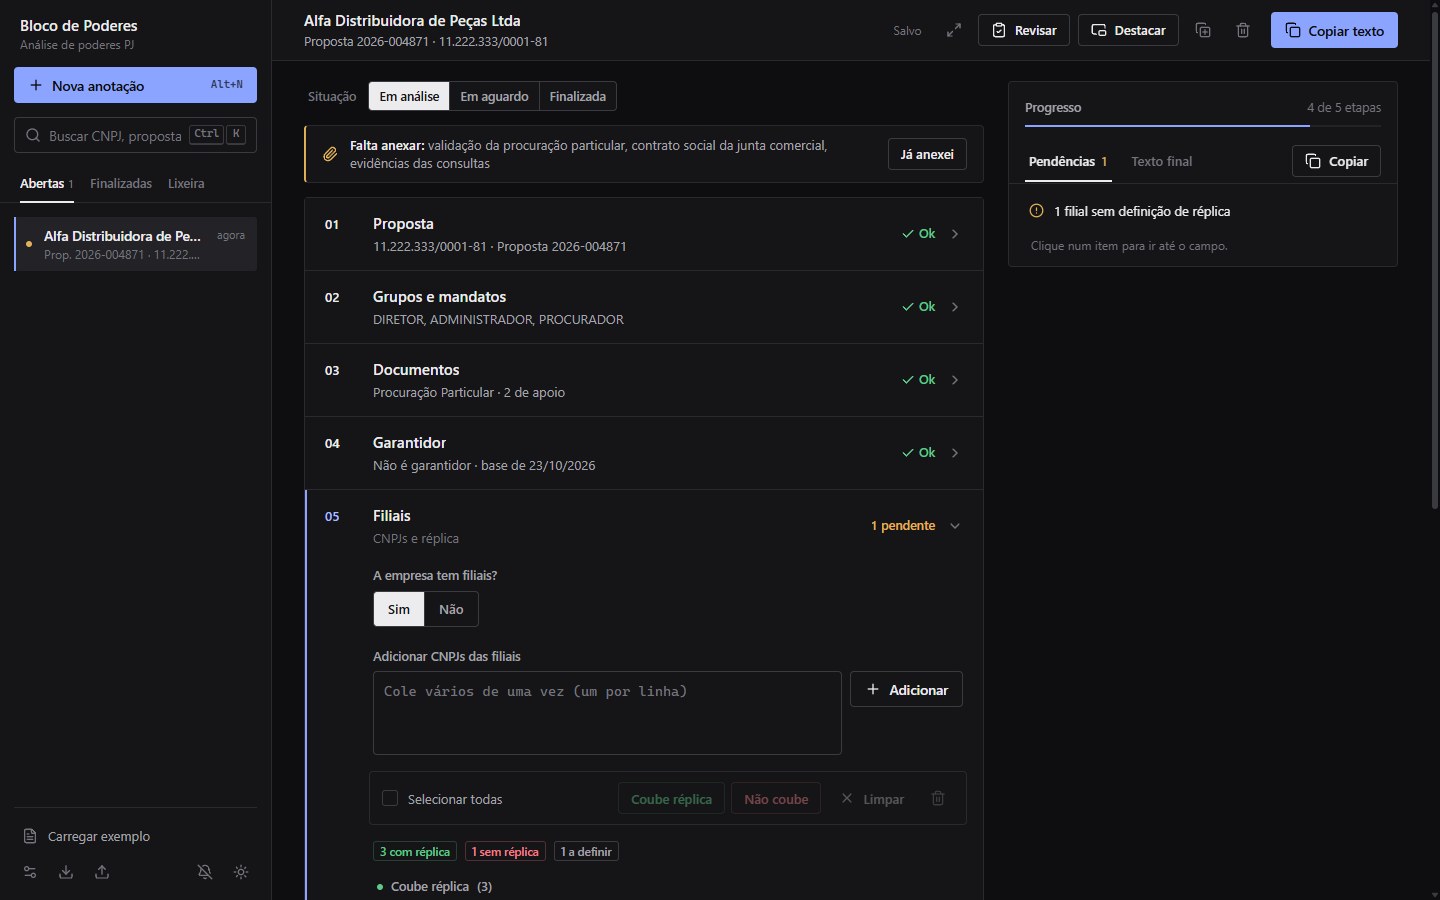 Bloco de Poderes
Análise de poderes PJ
Nova anotação Alt+N
Buscar CNPJ, proposta Ctrl K
Abertas 1 Finalizadas Lixeira
Alfa Distribuidora de Pe... agora
Prop. 2026-004871 · 11.222....
Carregar exemplo
Alfa Distribuidora de Peças Ltda
Proposta 2026-004871 · 11.222.333/0001-81
Salvo
Revisar
Destacar
Copiar texto
Situação Em análise Em aguardo Finalizada
Falta anexar: validação da procuração particular, contrato social da junta comercial,
evidências das consultas
Já anexei
01 Proposta
11.222.333/0001-81 · Proposta 2026-004871
Ok
02 Grupos e mandatos
DIRETOR, ADMINISTRADOR, PROCURADOR
Ok
03 Documentos
Procuração Particular · 2 de apoio
Ok
04 Garantidor
Não é garantidor · base de 23/10/2026
Ok
05 Filiais
CNPJs e réplica
1 pendente
A empresa tem filiais?
Sim Não
Adicionar CNPJs das filiais
Cole vários de uma vez (um por linha)
Adicionar
Selecionar todas Coube réplica Não coube Limpar
3 com réplica 1 sem réplica 1 a definir
Coube réplica (3)
Progresso 4 de 5 etapas
Pendências 1 Texto final Copiar
1 filial sem definição de réplica
Clique num item para ir até o campo.